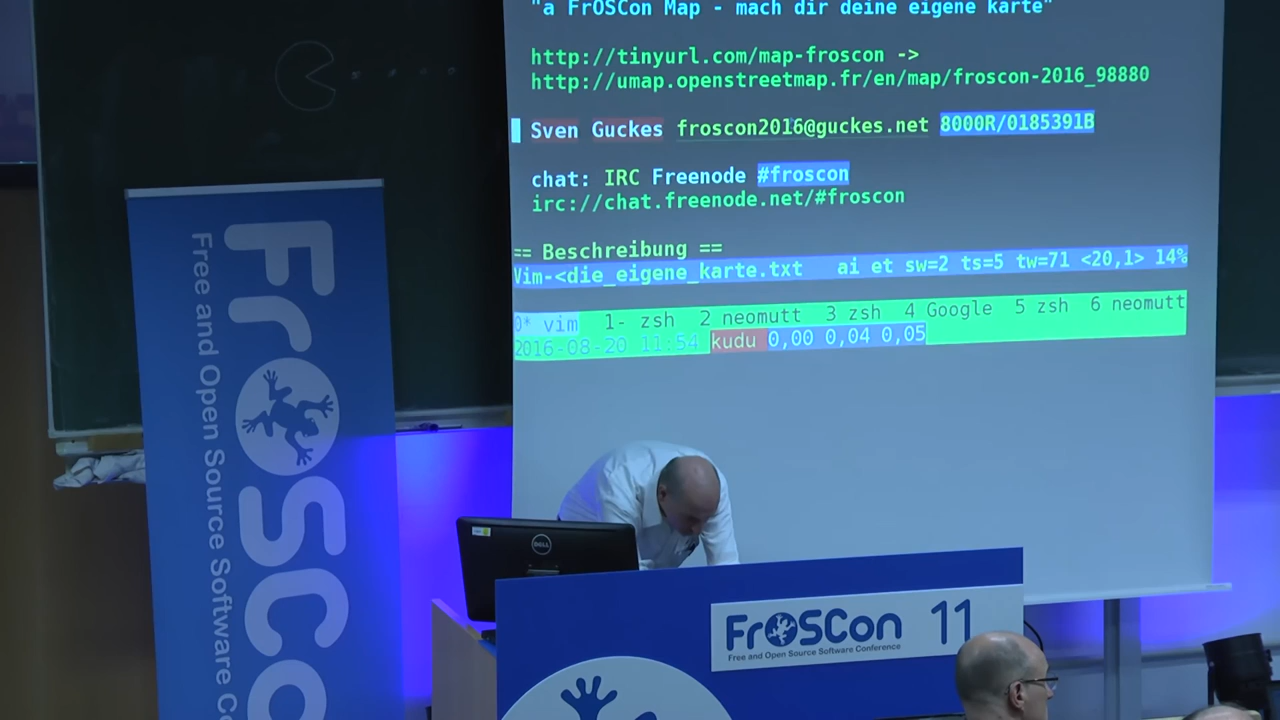 "a FrOSCon Map - mach dir deine eigene karte"
http://tinyurl.com/map-froscon ->
http://umap.openstreetmap.fr/en/map/froscon-2016_98880
Sven Guckes froscon2016@guckes.net 8000R/0185391B
chat: IRC Freenode #froscon
irc://chat.freenode.net/#froscon
== Beschreibung ==
Vim-<die_eigene_karte.txt ai et sw=2 ts=5 tw=71 <20,1> 14%
0* vim 1- zsh 2 neomutt 3 zsh 4 Google 5 zsh 6 neomutt
2016-08-20 11:54 kudu 0,00 0,04 0,05
FrOSCo
Free and Open Source Software Co
DELL
FrOSCon 11
Free and Open Source Software Conference